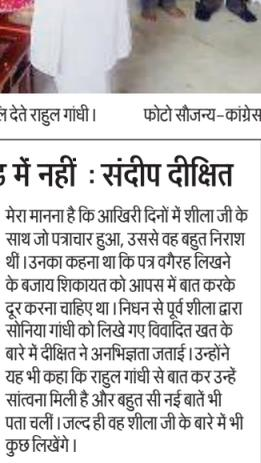 देते राहुल गांधी। फोटो सौजन्य-कांग्रेस
में नहीं : संदीप दीक्षित
मेरा मानना है कि आखिरी दिनों में शीला जी के
साथ जो पत्राचार हुआ, उससे वह बहुत निराश
थीं।उनका कहना था कि पत्र वगैरह लिखने
के बजाय शिकायत को आपस में बात करके
दूर करना चाहिए था।निधन से पूर्व शीला द्वारा
सोनिया गांधी को लिखे गए विवादित खत के
बारे में दीक्षित ने अनभिज्ञता जताई।उन्होंने
यह भी कहा कि राहुल गांधी से बात कर उन्हें
सांत्वना मिली है और बहुत सी नई बातें भी
पता चलीं।जल्द ही वह शीला जी के बारे में भी
कुछ लिखेंगे।